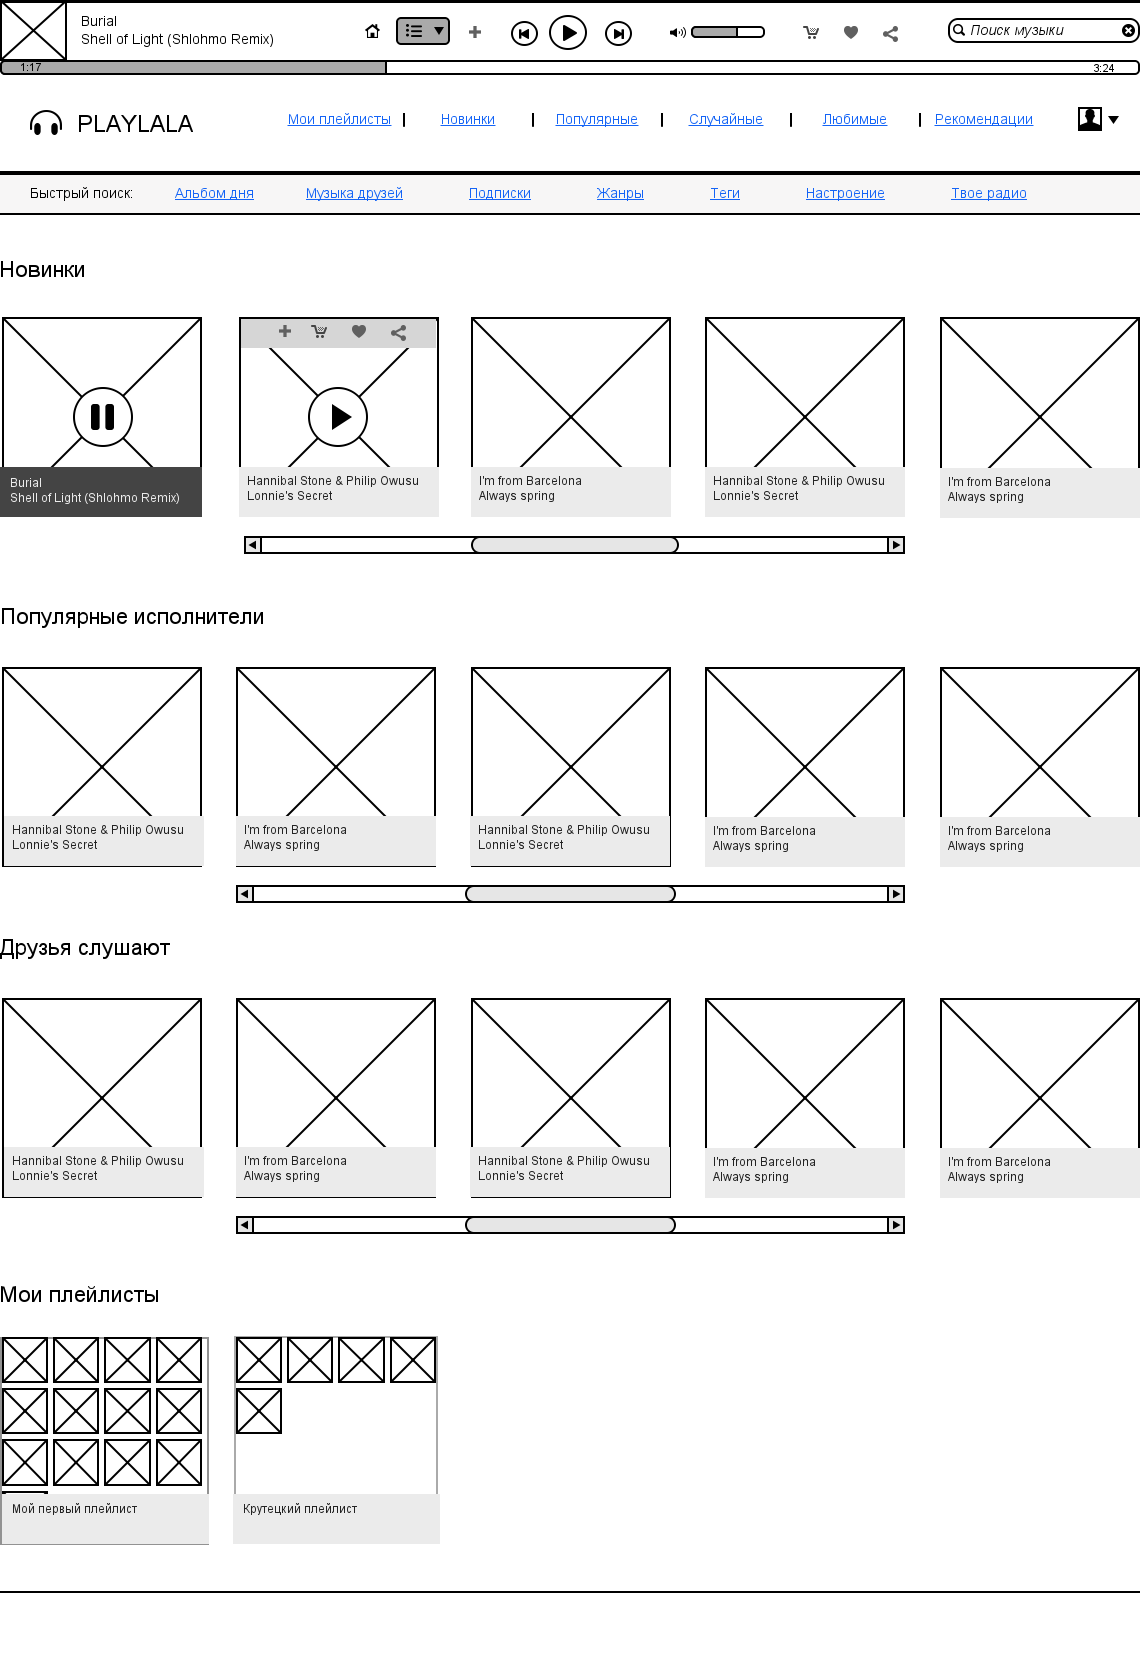 Burial
Shell of Light (Shlohmo Remix)
Поиск музыки
1:17
3:24
PLAYLALA
Мои плейлисты
Новинки
Популярные
Случайные
Любимые
Рекомендации
Быстрый поиск:
Альбом дня
Музыка друзей
Подписки
Жанры
Теги
Настроение
Твое радио
Новинки
Burial
Shell of Light (Shlohmo Remix)
Hannibal Stone & Philip Owusu
Lonnie's Secret
I'm from Barcelona
Always spring
Hannibal Stone & Philip Owusu
Lonnie's Secret
I'm from Barcelona
Always spring
Популярные исполнители
Hannibal Stone & Philip Owusu
Lonnie's Secret
I'm from Barcelona
Always spring
Hannibal Stone & Philip Owusu
Lonnie's Secret
I'm from Barcelona
Always spring
I'm from Barcelona
Always spring
Друзья слушают
Hannibal Stone & Philip Owusu
Lonnie's Secret
I'm from Barcelona
Always spring
Hannibal Stone & Philip Owusu
Lonnie's Secret
I'm from Barcelona
Always spring
I'm from Barcelona
Always spring
Мои плейлисты
Мой первый плейлист
Крутецкий плейлист